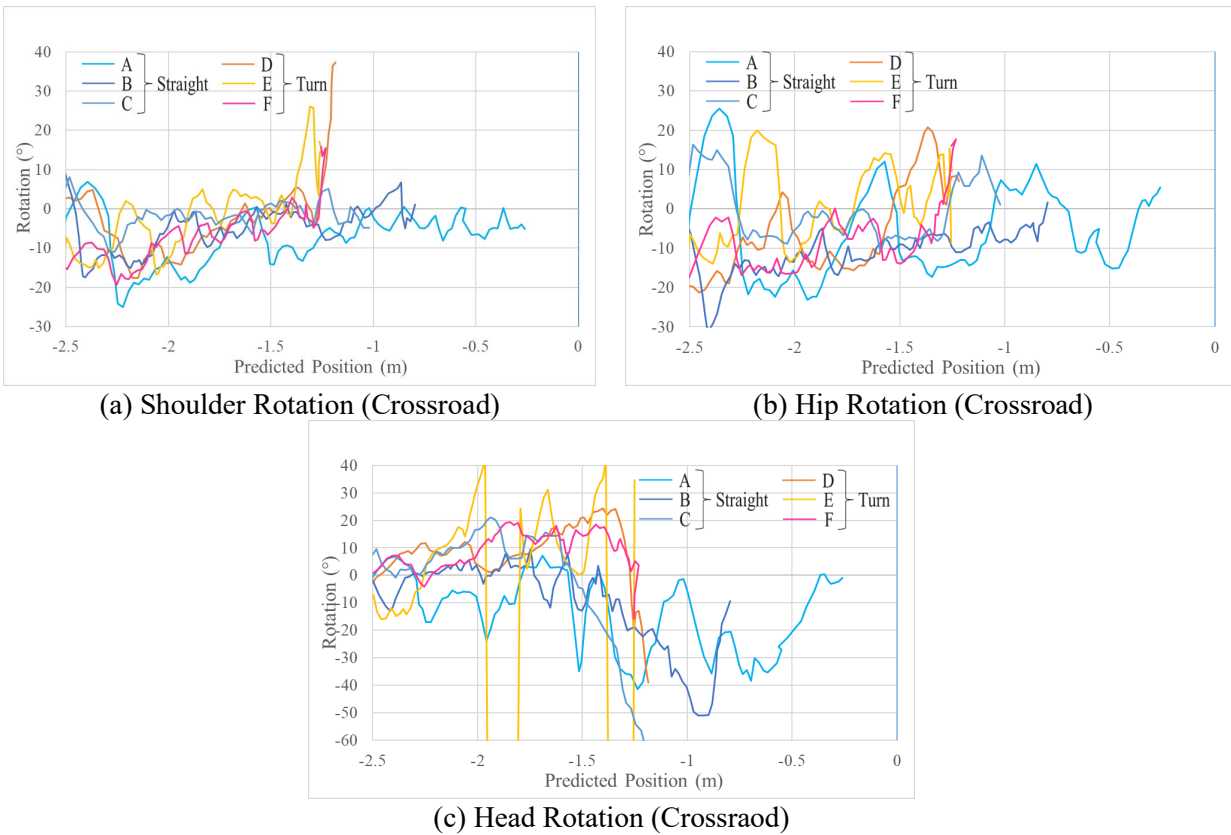 40
30
20
10
0
-10
-20
-30
Rotation (°)
A
B
C
Straight
D
E
F
Turn
-2.5 -2 -1.5 -1 -0.5 0
Predicted Position (m)
(a) Shoulder Rotation (Crossroad)
40
30
20
10
0
-10
-20
-30
Rotation (°)
A
B
C
Straight
D
E
F
Turn
-2.5 -2 -1.5 -1 -0.5 0
Predicted Position (m)
(b) Hip Rotation (Crossroad)
40
30
20
10
0
-10
-20
-30
-40
-50
-60
Rotation (°)
A
B
C
Straight
D
E
F
Turn
-2.5 -2 -1.5 -1 -0.5 0
Predicted Position (m)
(c) Head Rotation (Crossraod)